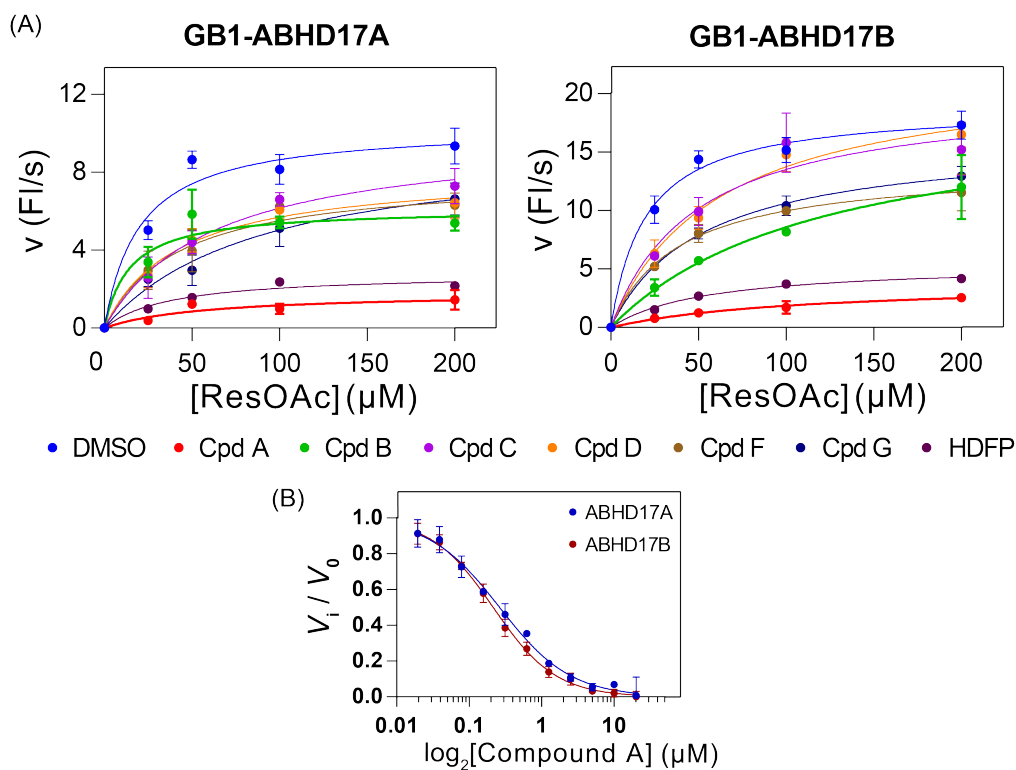 (A)
GB1-ABHD17A
GB1-ABHD17B
12
8
4
0
v (FI/s)
0 50 100 150 200
[ResOAc] (µM)
20
15
10
5
0
v (FI/s)
0 50 100 150 200
[ResOAc] (µM)
DMSO Cpd A Cpd B Cpd C Cpd D Cpd F Cpd G HDFP
(B)
ABHD17A
ABHD17B
1.0
0.8
0.6
0.4
0.2
0.0
Vi / V0
0.01 0.1 1 10
log2[Compound A] (µM)